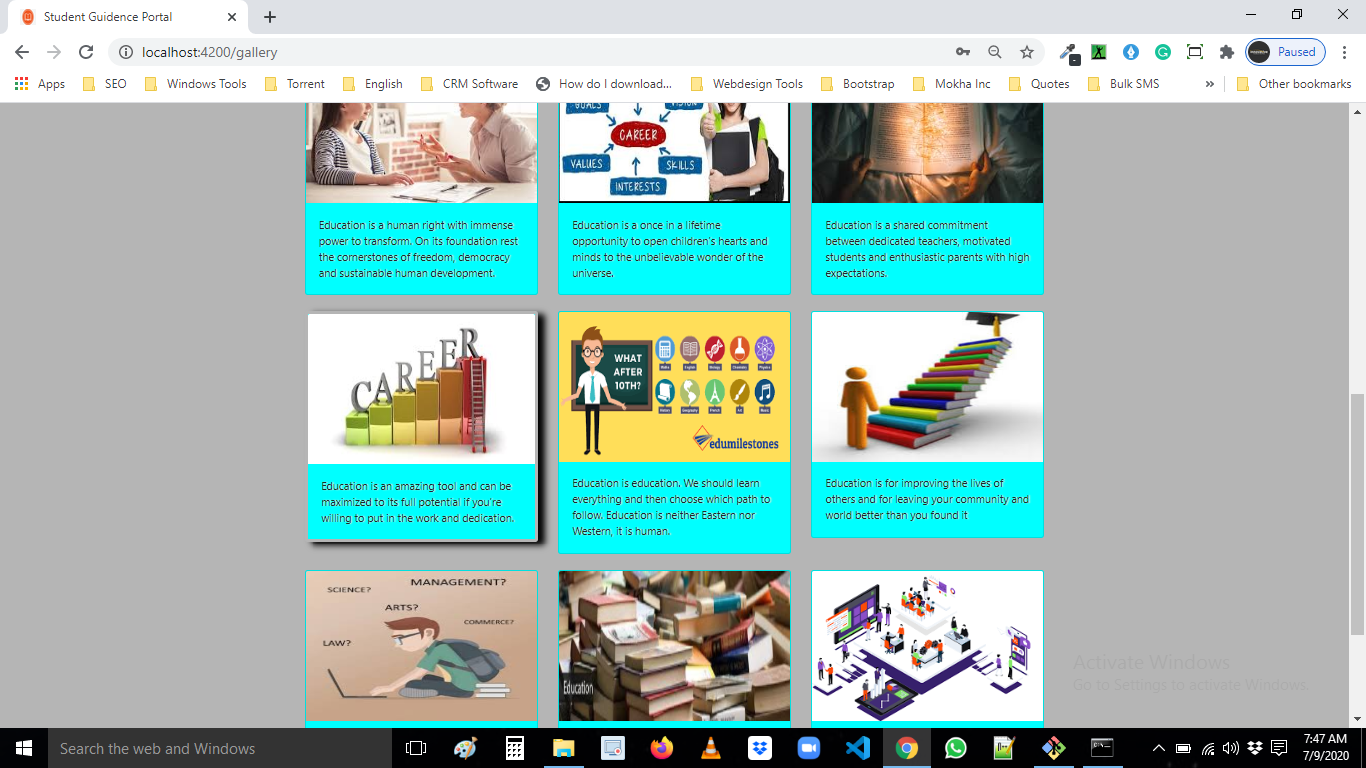 Student Guidence Portal
localhost:4200/gallery
Paused
Apps
SEO
Windows Tools
Torrent
English
CRM Software
How do I download...
Webdesign Tools
Bootstrap
Mokha Inc
Quotes
Bulk SMS
»
Other bookmarks
GOALS
VISION
CAREER
VALUES
SKILLS
INTERESTS
Education is a human right with immense
power to transform. On its foundation rest
the cornerstones of freedom, democracy
and sustainable human development.
Education is a once in a lifetime
opportunity to open children's hearts and
minds to the unbelievable wonder of the
universe.
Education is a shared commitment
between dedicated teachers, motivated
students and enthusiastic parents with high
expectations.
CAREER
Education is an amazing tool and can be
maximized to its full potential if you're
willing to put in the work and dedication.
WHAT
AFTER
10TH?
edumilestones
Education is education. We should learn
everything and then choose which path to
follow. Education is neither Eastern nor
Western, it is human.
Education is for improving the lives of
others and for leaving your community and
world better than you found it
SCIENCE?
MANAGEMENT?
ARTS?
COMMERCE?
LAW?
Education
Activate Windows
Go to Settings to activate Windows.
Search the web and Windows
7:47 AM
7/9/2020